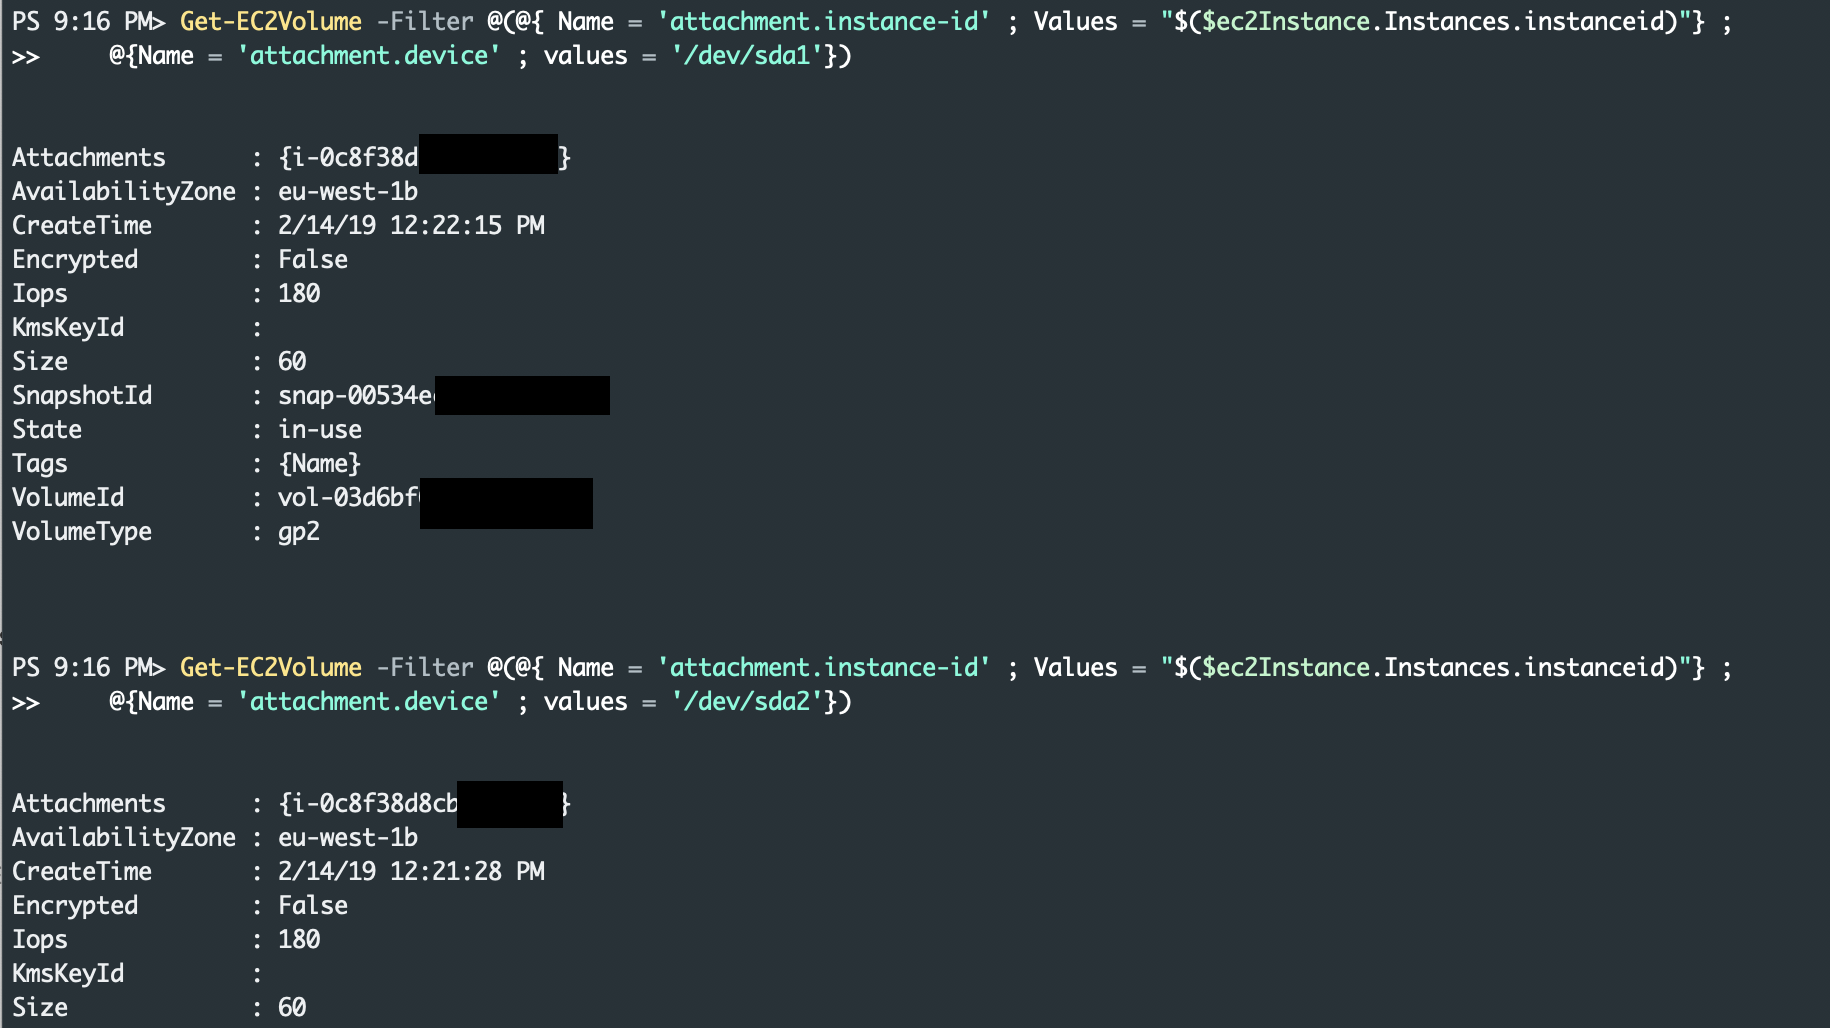 PS 9:16 PM> Get-EC2Volume -Filter @(@{ Name = 'attachment.instance-id' ; Values = "$($ec2Instance.Instances.instanceid)"} ;
>>     @{Name = 'attachment.device' ; values = '/dev/sda1'})
Attachments      : {i-0c8f38d}
AvailabilityZone : eu-west-1b
CreateTime       : 2/14/19 12:22:15 PM
Encrypted        : False
Iops             : 180
KmsKeyId         :
Size             : 60
SnapshotId       : snap-00534e
State            : in-use
Tags             : {Name}
VolumeId         : vol-03d6bf
VolumeType       : gp2
PS 9:16 PM> Get-EC2Volume -Filter @(@{ Name = 'attachment.instance-id' ; Values = "$($ec2Instance.Instances.instanceid)"} ;
>>     @{Name = 'attachment.device' ; values = '/dev/sda2'})
Attachments      : {i-0c8f38d8cb}
AvailabilityZone : eu-west-1b
CreateTime       : 2/14/19 12:21:28 PM
Encrypted        : False
Iops             : 180
KmsKeyId         :
Size             : 60